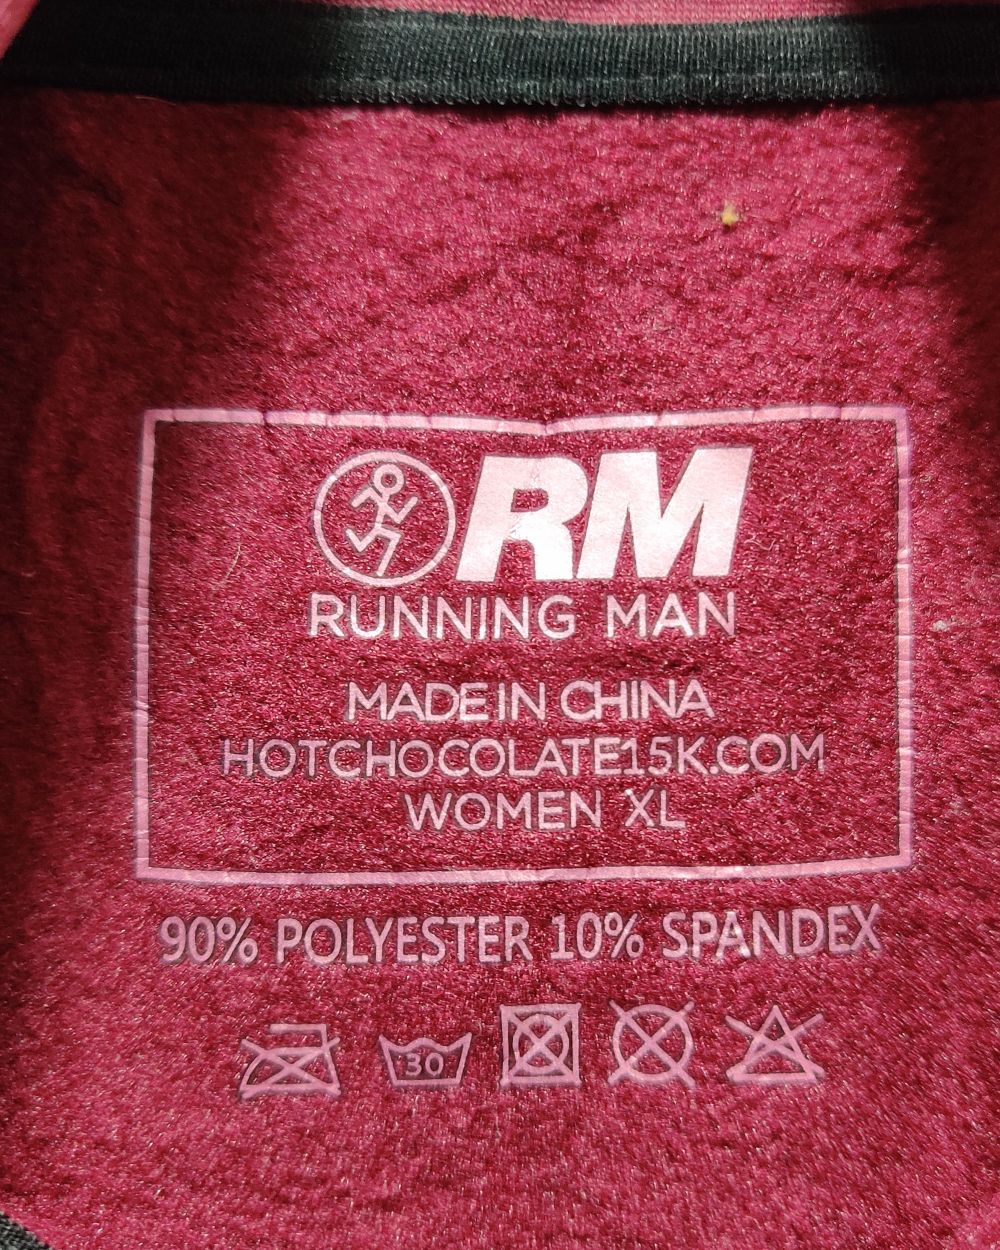 RM
RUNNING MAN
MADE IN CHINA
HOTCHOCOLATE15K.COM
WOMEN XL
90% POLYESTER 10% SPANDEX
30